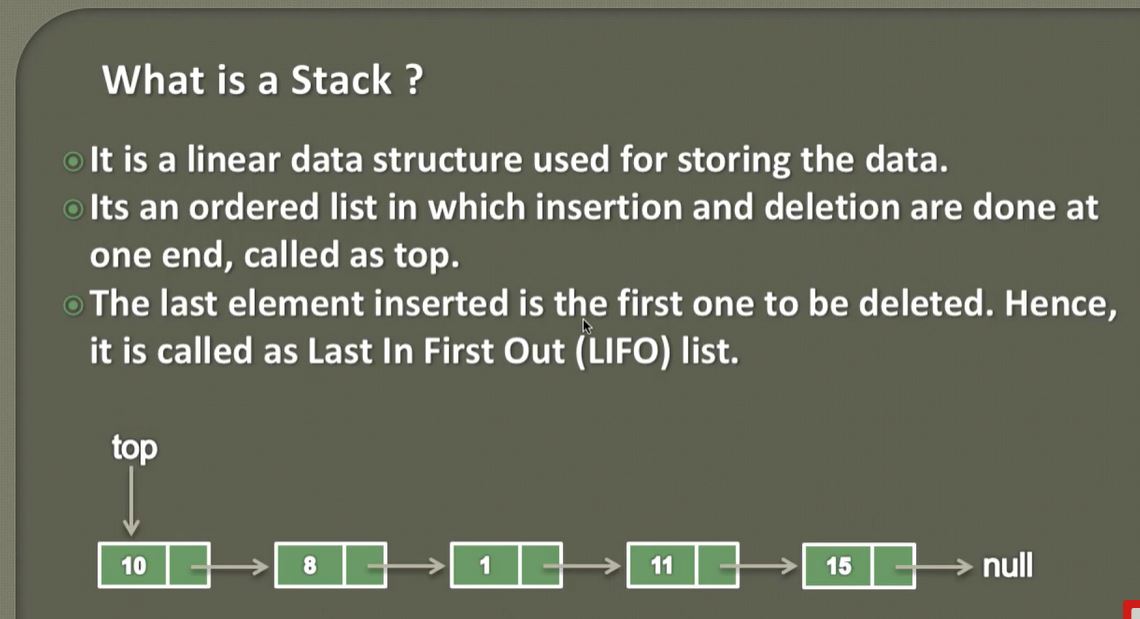 What is a Stack ?
It is a linear data structure used for storing the data.
Its an ordered list in which insertion and deletion are done at
one end, called as top.
The last element inserted is the first one to be deleted. Hence,
it is called as Last In First Out (LIFO) list.
top
10 8 1 11 15 null